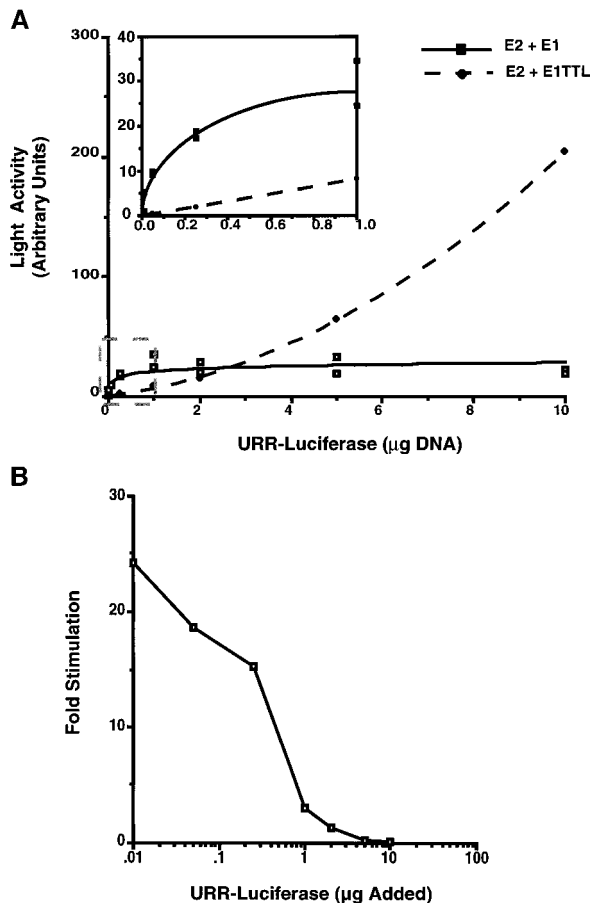 A
300
200
100
0
Light Activity
(Arbitrary Units)
40
30
20
10
0
0.0 0.2 0.4 0.6 0.8 1.0
E2 + E1
E2 + E1TTL
0 2 4 6 8 10
URR-Luciferase (µg DNA)
B
30
20
10
0
Fold Stimulation
.01 .1 1 10 100
URR-Luciferase (µg Added)